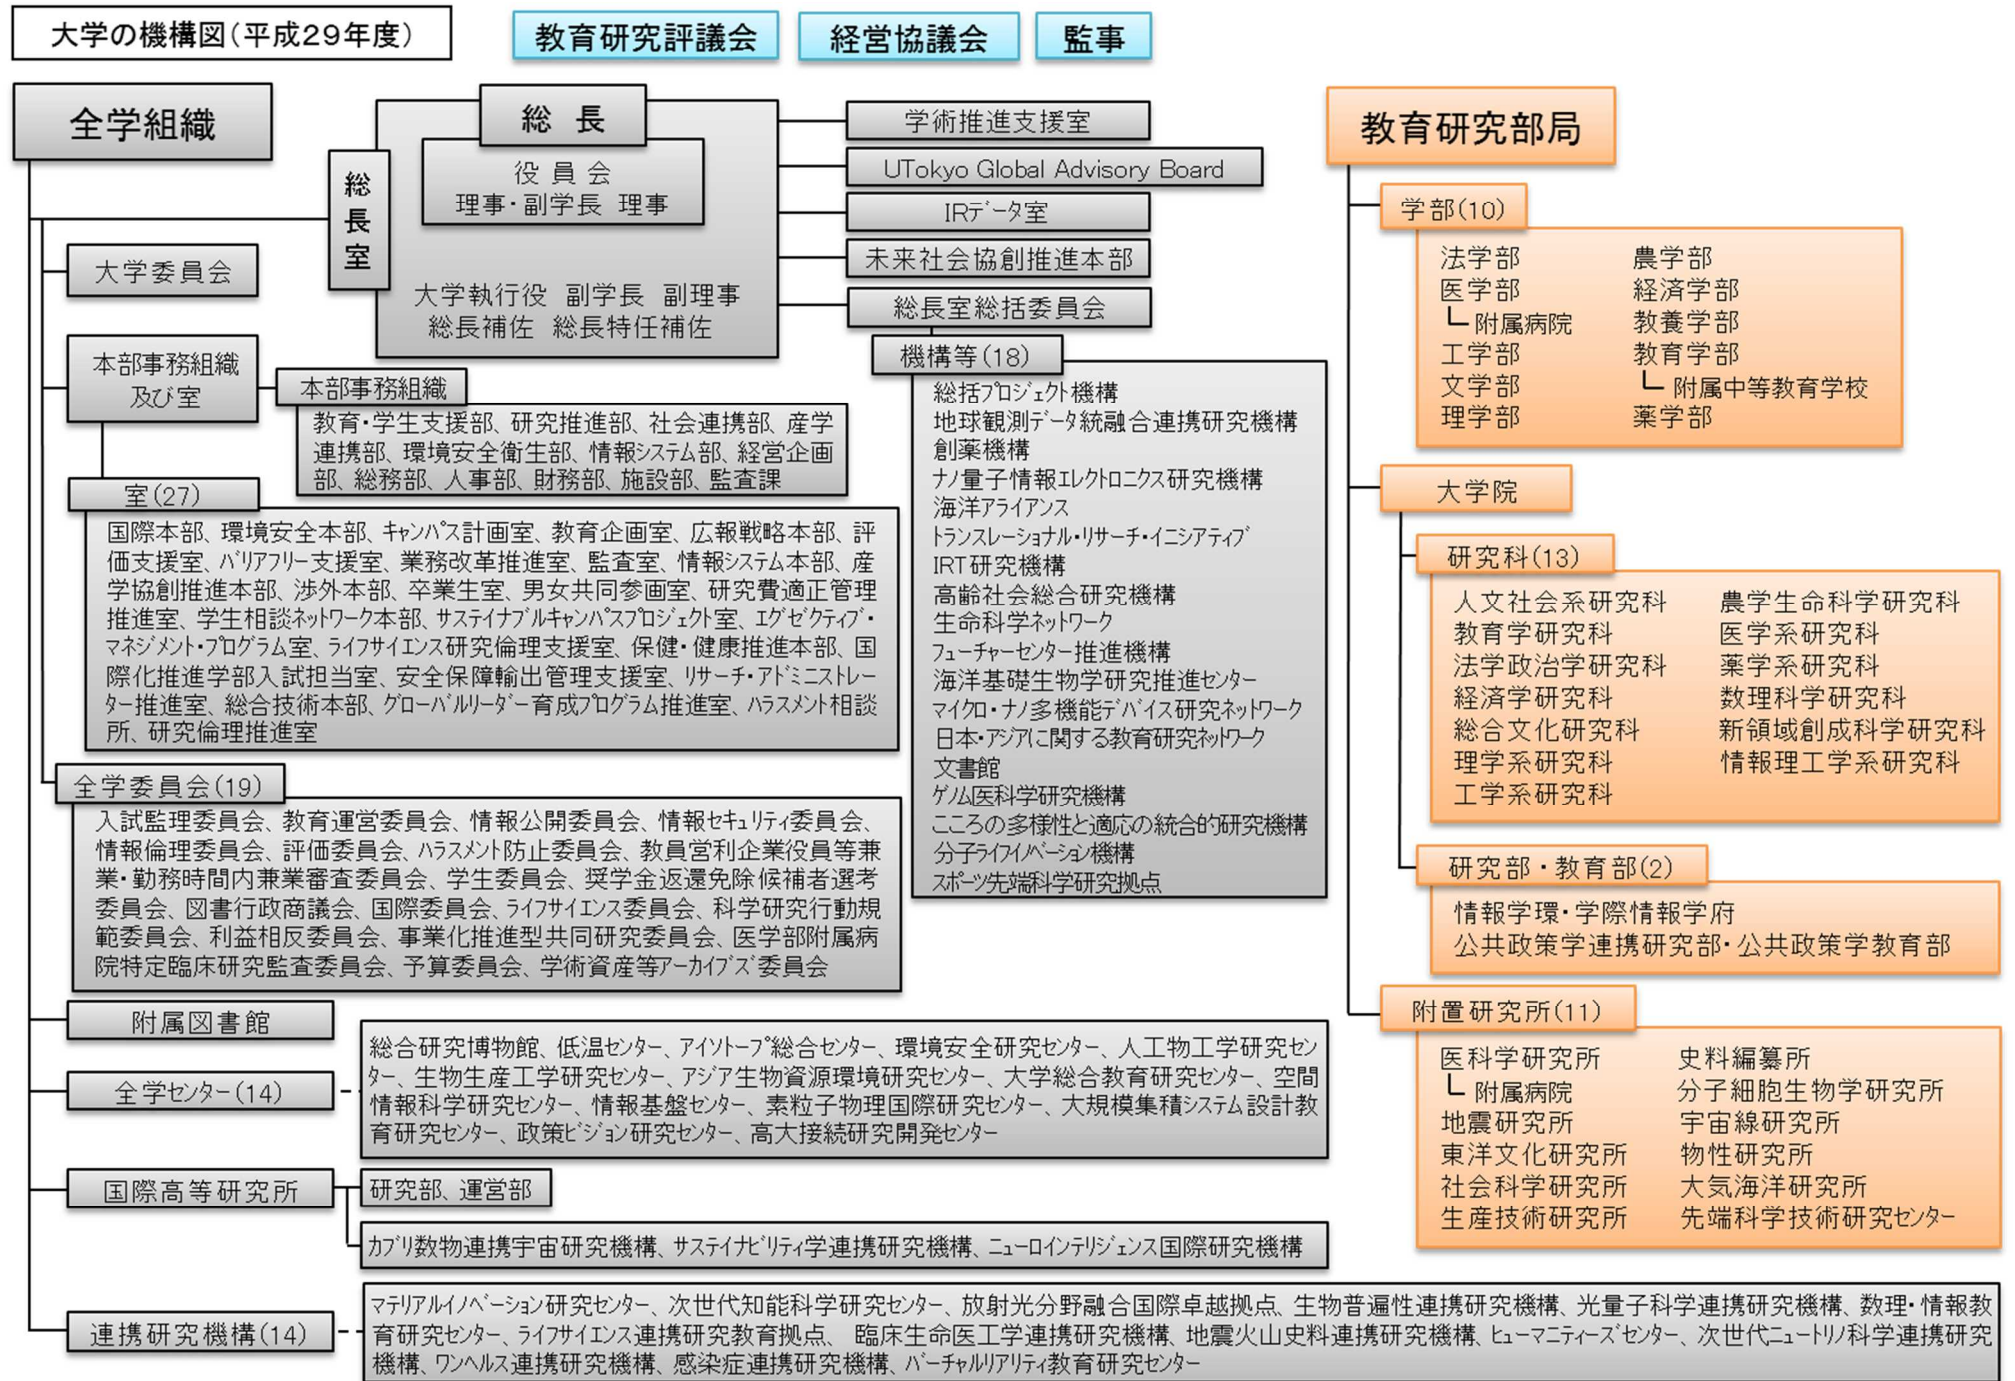 大学の機構図(平成29年度)
教育研究評議会
経営協議会
監事
全学組織
総長
役員会
理事・副学長 理事
総長室
大学執行役 副学長 副理事
総長補佐 総長特任補佐
学術推進支援室
UTokyo Global Advisory Board
IRデータ室
未来社会協創推進本部
総長室総括委員会
機構等(18)
総括プロジェクト機構
地球観測データ統融合連携研究機構
創薬機構
ナノ量子情報エレクトロニクス研究機構
海洋アライアンス
トランスレーショナル・リサーチ・イニシアティブ
IRT研究機構
高齢社会総合研究機構
生命科学ネットワーク
フューチャーセンター推進機構
海洋基礎生物学研究推進センター
マイクロ・ナノ多機能デバイス研究ネットワーク
日本・アジアに関する教育研究ネットワーク
文書館
ゲノム医科学研究機構
こころの多様性と適応の統合的研究機構
分子ライフイノベーション機構
スポーツ先端科学研究拠点
大学委員会
本部事務組織
及び室
本部事務組織
教育・学生支援部、研究推進部、社会連携部、産学
連携部、環境安全衛生部、情報システム部、経営企画
部、総務部、人事部、財務部、施設部、監査課
室(27)
国際本部、環境安全本部、キャンパス計画室、教育企画室、広報戦略本部、評
価支援室、バリアフリー支援室、業務改革推進室、監査室、情報システム本部、産
学協創推進本部、渉外本部、卒業生室、男女共同参画室、研究費適正管理
推進室、学生相談ネットワーク本部、サステイナブルキャンパスプロジェクト室、エグゼクティブ・
マネジメント・プログラム室、ライフサイエンス研究倫理支援室、保健・健康推進本部、国
際化推進学部入試担当室、安全保障輸出管理支援室、リサーチ・アドミニストレー
ター推進室、総合技術本部、グローバルリーダー育成プログラム推進室、ハラスメント相談
所、研究倫理推進室
全学委員会(19)
入試監理委員会、教育運営委員会、情報公開委員会、情報セキュリティ委員会、
情報倫理委員会、評価委員会、ハラスメント防止委員会、教員営利企業役員等兼
業・勤務時間内兼業審査委員会、学生委員会、奨学金返還免除候補者選考
委員会、図書行政商議会、国際委員会、ライフサイエンス委員会、科学研究行動規
範委員会、利益相反委員会、事業化推進型共同研究委員会、医学部附属病
院特定臨床研究監査委員会、予算委員会、学術資産等アーカイブズ委員会
附属図書館
全学センター(14)
総合研究博物館、低温センター、アイソトープ総合センター、環境安全研究センター、人工物工学研究セン
ター、生物生産工学研究センター、アジア生物資源環境研究センター、大学総合教育研究センター、空間
情報科学研究センター、情報基盤センター、素粒子物理国際研究センター、大規模集積システム設計教
育研究センター、政策ビジョン研究センター、高大接続研究開発センター
国際高等研究所
研究部、運営部
カブリ数物連携宇宙研究機構、サステイナビリティ学連携研究機構、ニューロインテリジェンス国際研究機構
連携研究機構(14)
マテリアルイノベーション研究センター、次世代知能科学研究センター、放射光分野融合国際卓越拠点、生物普遍性連携研究機構、光量子科学連携研究機構、数理・情報教
育研究センター、ライフサイエンス連携研究教育拠点、 臨床生命医工学連携研究機構、地震火山史料連携研究機構、ヒューマニティーズセンター、次世代ニュートリノ科学連携研究
機構、ワンヘルス連携研究機構、感染症連携研究機構、バーチャルリアリティ教育研究センター
教育研究部局
学部(10)
法学部
医学部
附属病院
工学部
文学部
理学部
農学部
経済学部
教養学部
教育学部
附属中等教育学校
薬学部
大学院
研究科(13)
人文社会系研究科
教育学研究科
法学政治学研究科
経済学研究科
総合文化研究科
理学系研究科
工学系研究科
農学生命科学研究科
医学系研究科
薬学系研究科
数理科学研究科
新領域創成科学研究科
情報理工学系研究科
研究部・教育部(2)
情報学環・学際情報学府
公共政策学連携研究部・公共政策学教育部
附置研究所(11)
医科学研究所
附属病院
地震研究所
東洋文化研究所
社会科学研究所
生産技術研究所
史料編纂所
分子細胞生物学研究所
宇宙線研究所
物性研究所
大気海洋研究所
先端科学技術研究センター